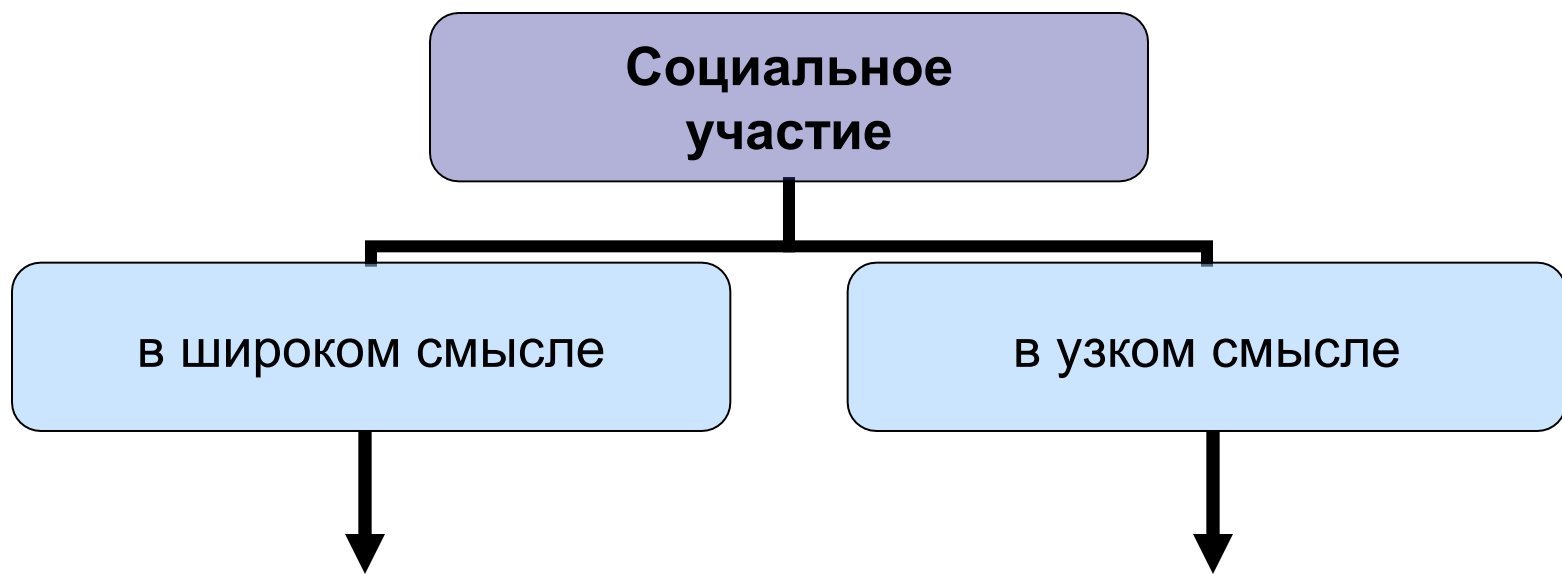 Социальное
участие
в широком смысле
в узком смысле